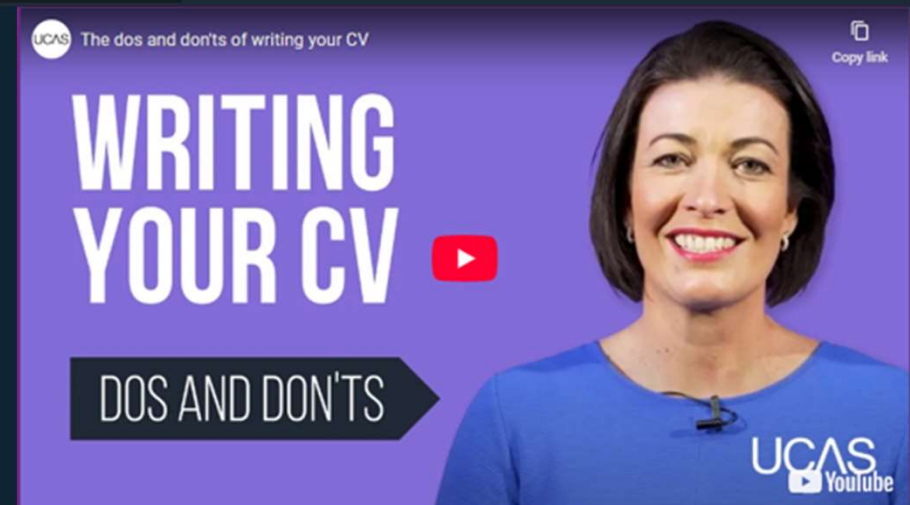 UCAS The dos and don'ts of writing your CV
Copy link
WRITING
YOUR CV
DOS AND DON'TS
UCAS
YouTube